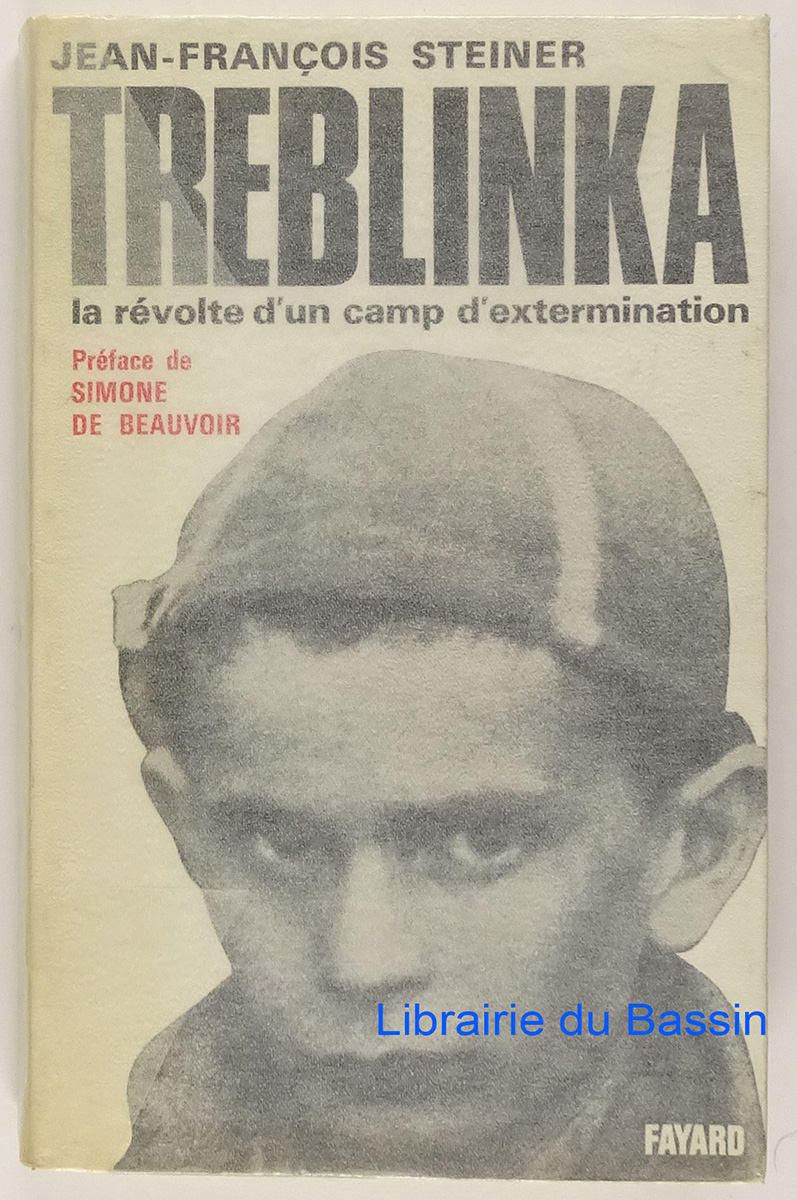 JEAN-FRANÇOIS STEINER
TREBLINKA
la révolte d'un camp d'extermination
Préface de
SIMONE
DE BEAUVOIR
Librairie du Bassin
FAYARD